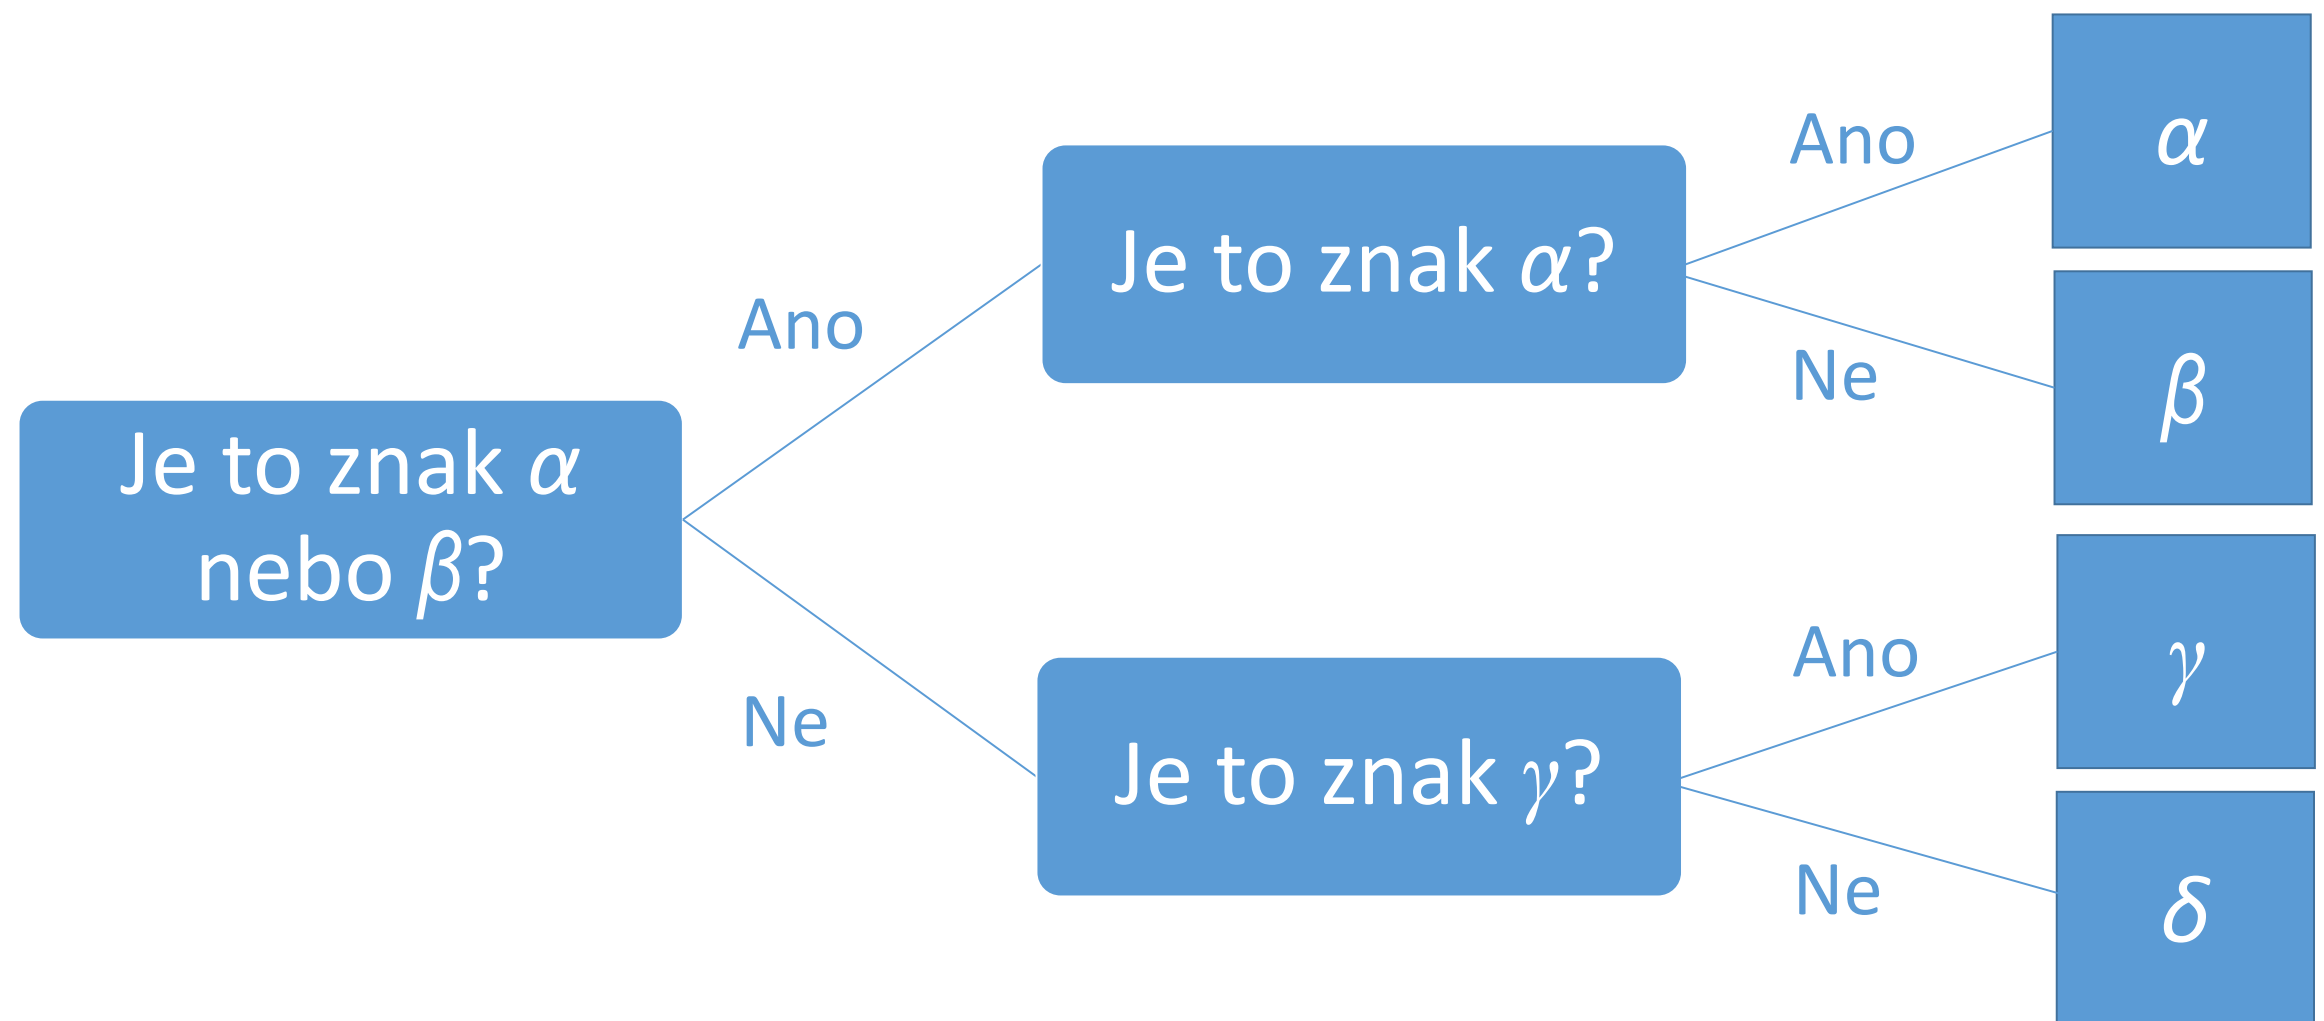 Je to znak α
nebo β?
Ano
Ne
Je to znak α?
Je to znak γ?
Ano
Ne
Ano
Ne
α
β
γ
δ